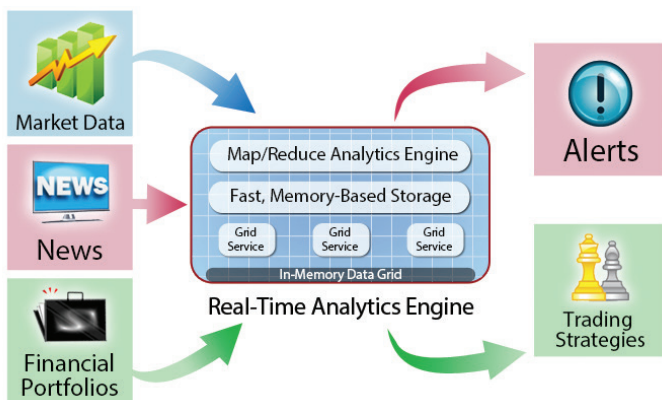 Market Data
NEWS
News
Financial
Portfolios
Map/Reduce Analytics Engine
Fast, Memory-Based Storage
Grid
Service
Grid
Service
Grid
Service
In-Memory Data Grid
Real-Time Analytics Engine
Alerts
Trading
Strategies